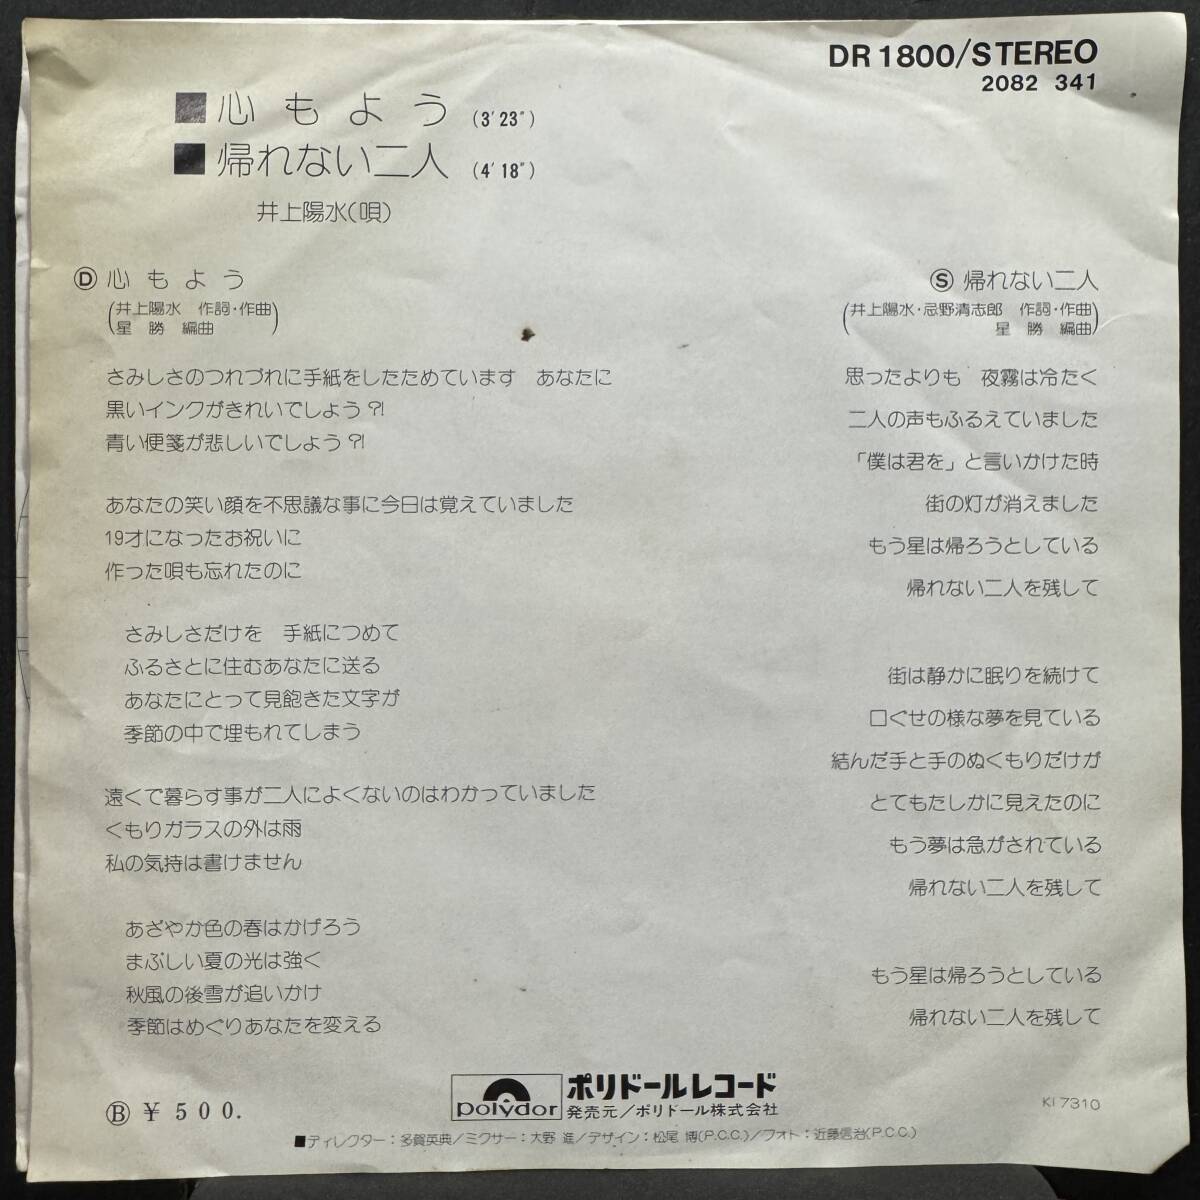 DR 1800/STEREO
2082 341
■心もよう (3'23")
■帰れない二人 (4'18")
井上陽水(唄)
Ⓓ 心もよう
(井上陽水 作詞・作曲
星 勝 編曲)
さみしさのつれづれに手紙をしたためています あなたに
黒いインクがきれいでしよう?!
青い便箋が悲しいでしよう?!
あなたの笑い顔を不思議な事に今日は覚えていました
19才になったお祝いに
作った唄も忘れたのに
さみしさだけを 手紙につめて
ふるさとに住むあなたに送る
あなたにとって見飽きた文字が
季節の中で埋もれてしまう
遠くで暮らす事が二人によくないのはわかっていました
くもりガラスの外は雨
私の気持は書けません
あざやか色の春はかげろう
まぶしい夏の光は強く
秋風の後雪が追いかけ
季節はめぐりあなたを変える
Ⓢ 帰れない二人
(井上陽水・忌野清志郎 作詞・作曲
星 勝 編曲)
思ったよりも 夜霧は冷たく
二人の声もふるえていました
「僕は君を」と言いかけた時
街の灯が消えました
もう星は帰ろうとしている
帰れない二人を残して
街は静かに眠りを続けて
口ぐせの様な夢を見ている
結んだ手と手のぬくもりだけが
とてもたしかに見えたのに
もう夢は急がされている
帰れない二人を残して
もう星は帰ろうとしている
帰れない二人を残して
Ⓑ ¥500.
polydor
ポリドールレコード
発売元/ポリドール株式会社
KI 7310
■ディレクター:多賀英典/ミクサー:大野 進/デザイン:松尾 博(P.C.C.)/フォト:近藤信治(P.C.C.)